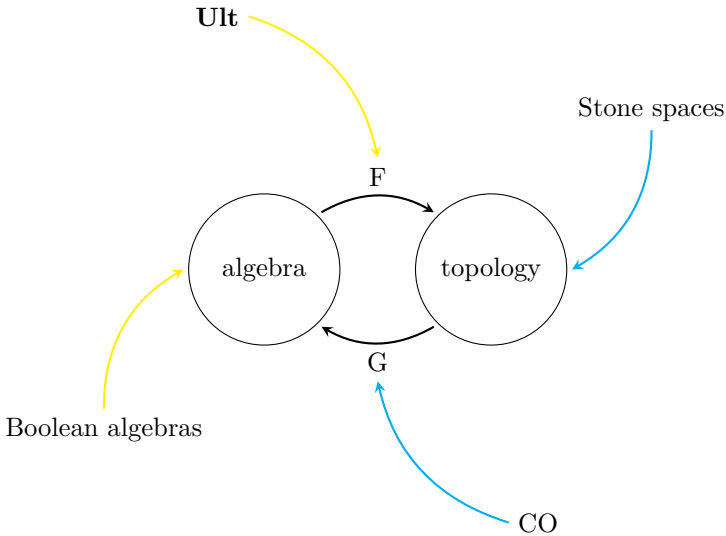 Ult
Stone spaces
F
algebra
topology
G
Boolean algebras
CO